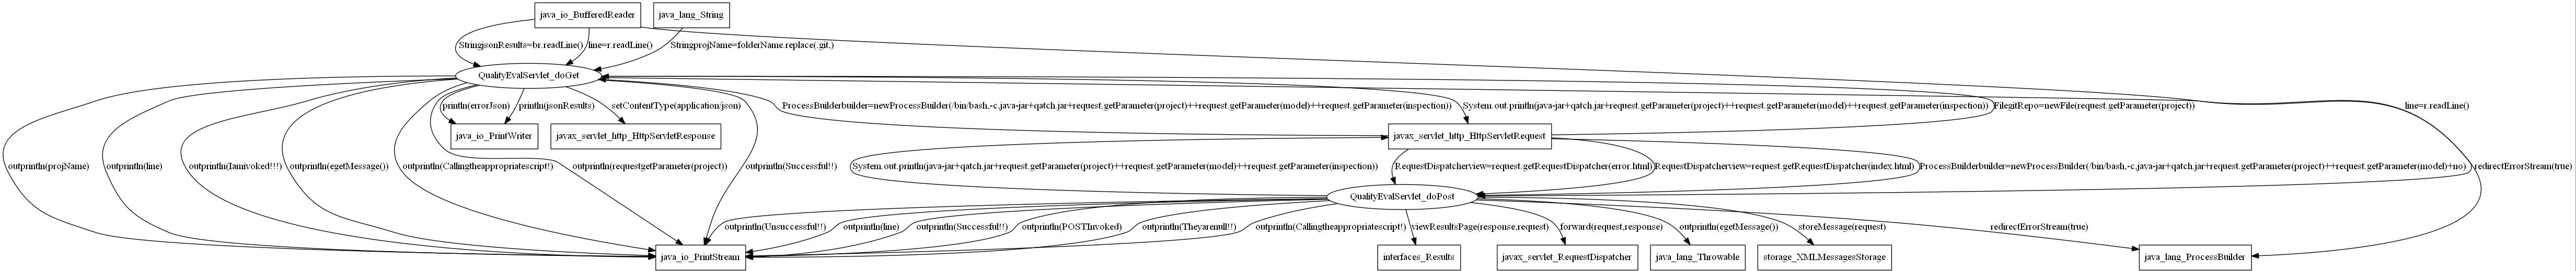 java_io_BufferedReader
java_lang_String
StringjsonResults=br.readLine()
line=r.readLine()
StringprojName=folderName.replace(.git,)
QualityEvalServlet_doGet
println(errorJson)
println(jsonResults)
setContentType(application/json)
ProcessBuilderbuilder=newProcessBuilder(/bin/bash,-c,java-jar+qatch.jar+request.getParameter(project)++request.getParameter(model)++request.getParameter(inspection))
System.out.println(java-jar+qatch.jar+request.getParameter(project)++request.getParameter(model)++request.getParameter(inspection))
FilegitRepo=newFile(request.getParameter(project))
line=r.readLine()
java_io_PrintWriter
javax_servlet_http_HttpServletResponse
javax_servlet_http_HttpServletRequest
outprintln(projName)
outprintln(line)
outprintln(Iamivoked!!!)
outprintln(egetMessage())
outprintln(Callingtheappropriatescript!)
outprintln(requestgetParameter(project))
outprintln(Successful!!)
System.out.println(java-jar+qatch.jar+request.getParameter(project)++request.getParameter(model)++request.getParameter(inspection))
RequestDispatcherview=request.getRequestDispatcher(error.html)
RequestDispatcherview=request.getRequestDispatcher(index.html)
ProcessBuilderbuilder=newProcessBuilder(/bin/bash,-c,java-jar+qatch.jar+request.getParameter(project)++request.getParameter(model)+no)
redirectErrorStream(true)
QualityEvalServlet_doPost
outprintln(Unsuccessful!!)
outprintln(line)
outprintln(Successful!!)
outprintln(POSTInvoked)
outprintln(Theyarenull!!)
outprintln(Callingtheappropriatescript!)
viewResultsPage(response,request)
forward(request,response)
outprintln(egetMessage())
storeMessage(request)
redirectErrorStream(true)
java_io_PrintStream
interfaces_Results
javax_servlet_RequestDispatcher
java_lang_Throwable
storage_XMLMessagesStorage
java_lang_ProcessBuilder